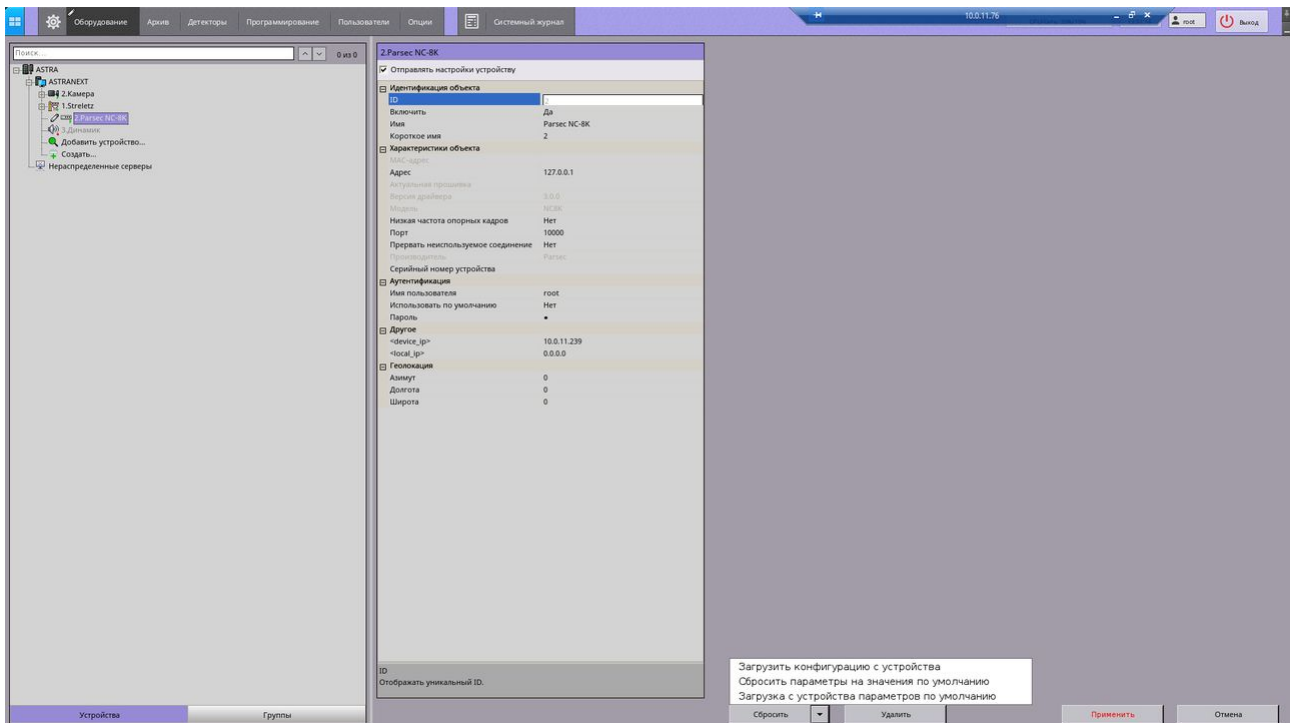 Оборудование Архив Детекторы Программирование Пользователи Опции Системный журнал 10.0.11.76 root Выход
Поиск... 0 из 0
ASTRA
ASTRANEXT
2.Камера
1.Streletz
2.Parsec NC-8K
3.Динамик
Добавить устройство...
Создать...
Нераспределенные серверы
Устройства Группы
2.Parsec NC-8K
Отправлять настройки устройству
Идентификация объекта
ID 2
Включить Да
Имя Parsec NC-8K
Короткое имя 2
Характеристики объекта
MAC-адрес
Адрес 127.0.0.1
Актуальная прошивка
Версия драйвера 3.0.0
Модель NC8K
Низкая частота опорных кадров Нет
Порт 10000
Прервать неиспользуемое соединение Нет
Производитель Parsec
Серийный номер устройства
Аутентификация
Имя пользователя root
Использовать по умолчанию Нет
Пароль •
Другое
<device_ip> 10.0.11.239
<local_ip> 0.0.0.0
Геолокация
Азимут 0
Долгота 0
Широта 0
ID
Отображать уникальный ID.
Загрузить конфигурацию с устройства
Сбросить параметры на значения по умолчанию
Загрузка с устройства параметров по умолчанию
Сбросить Удалить Применить Отмена